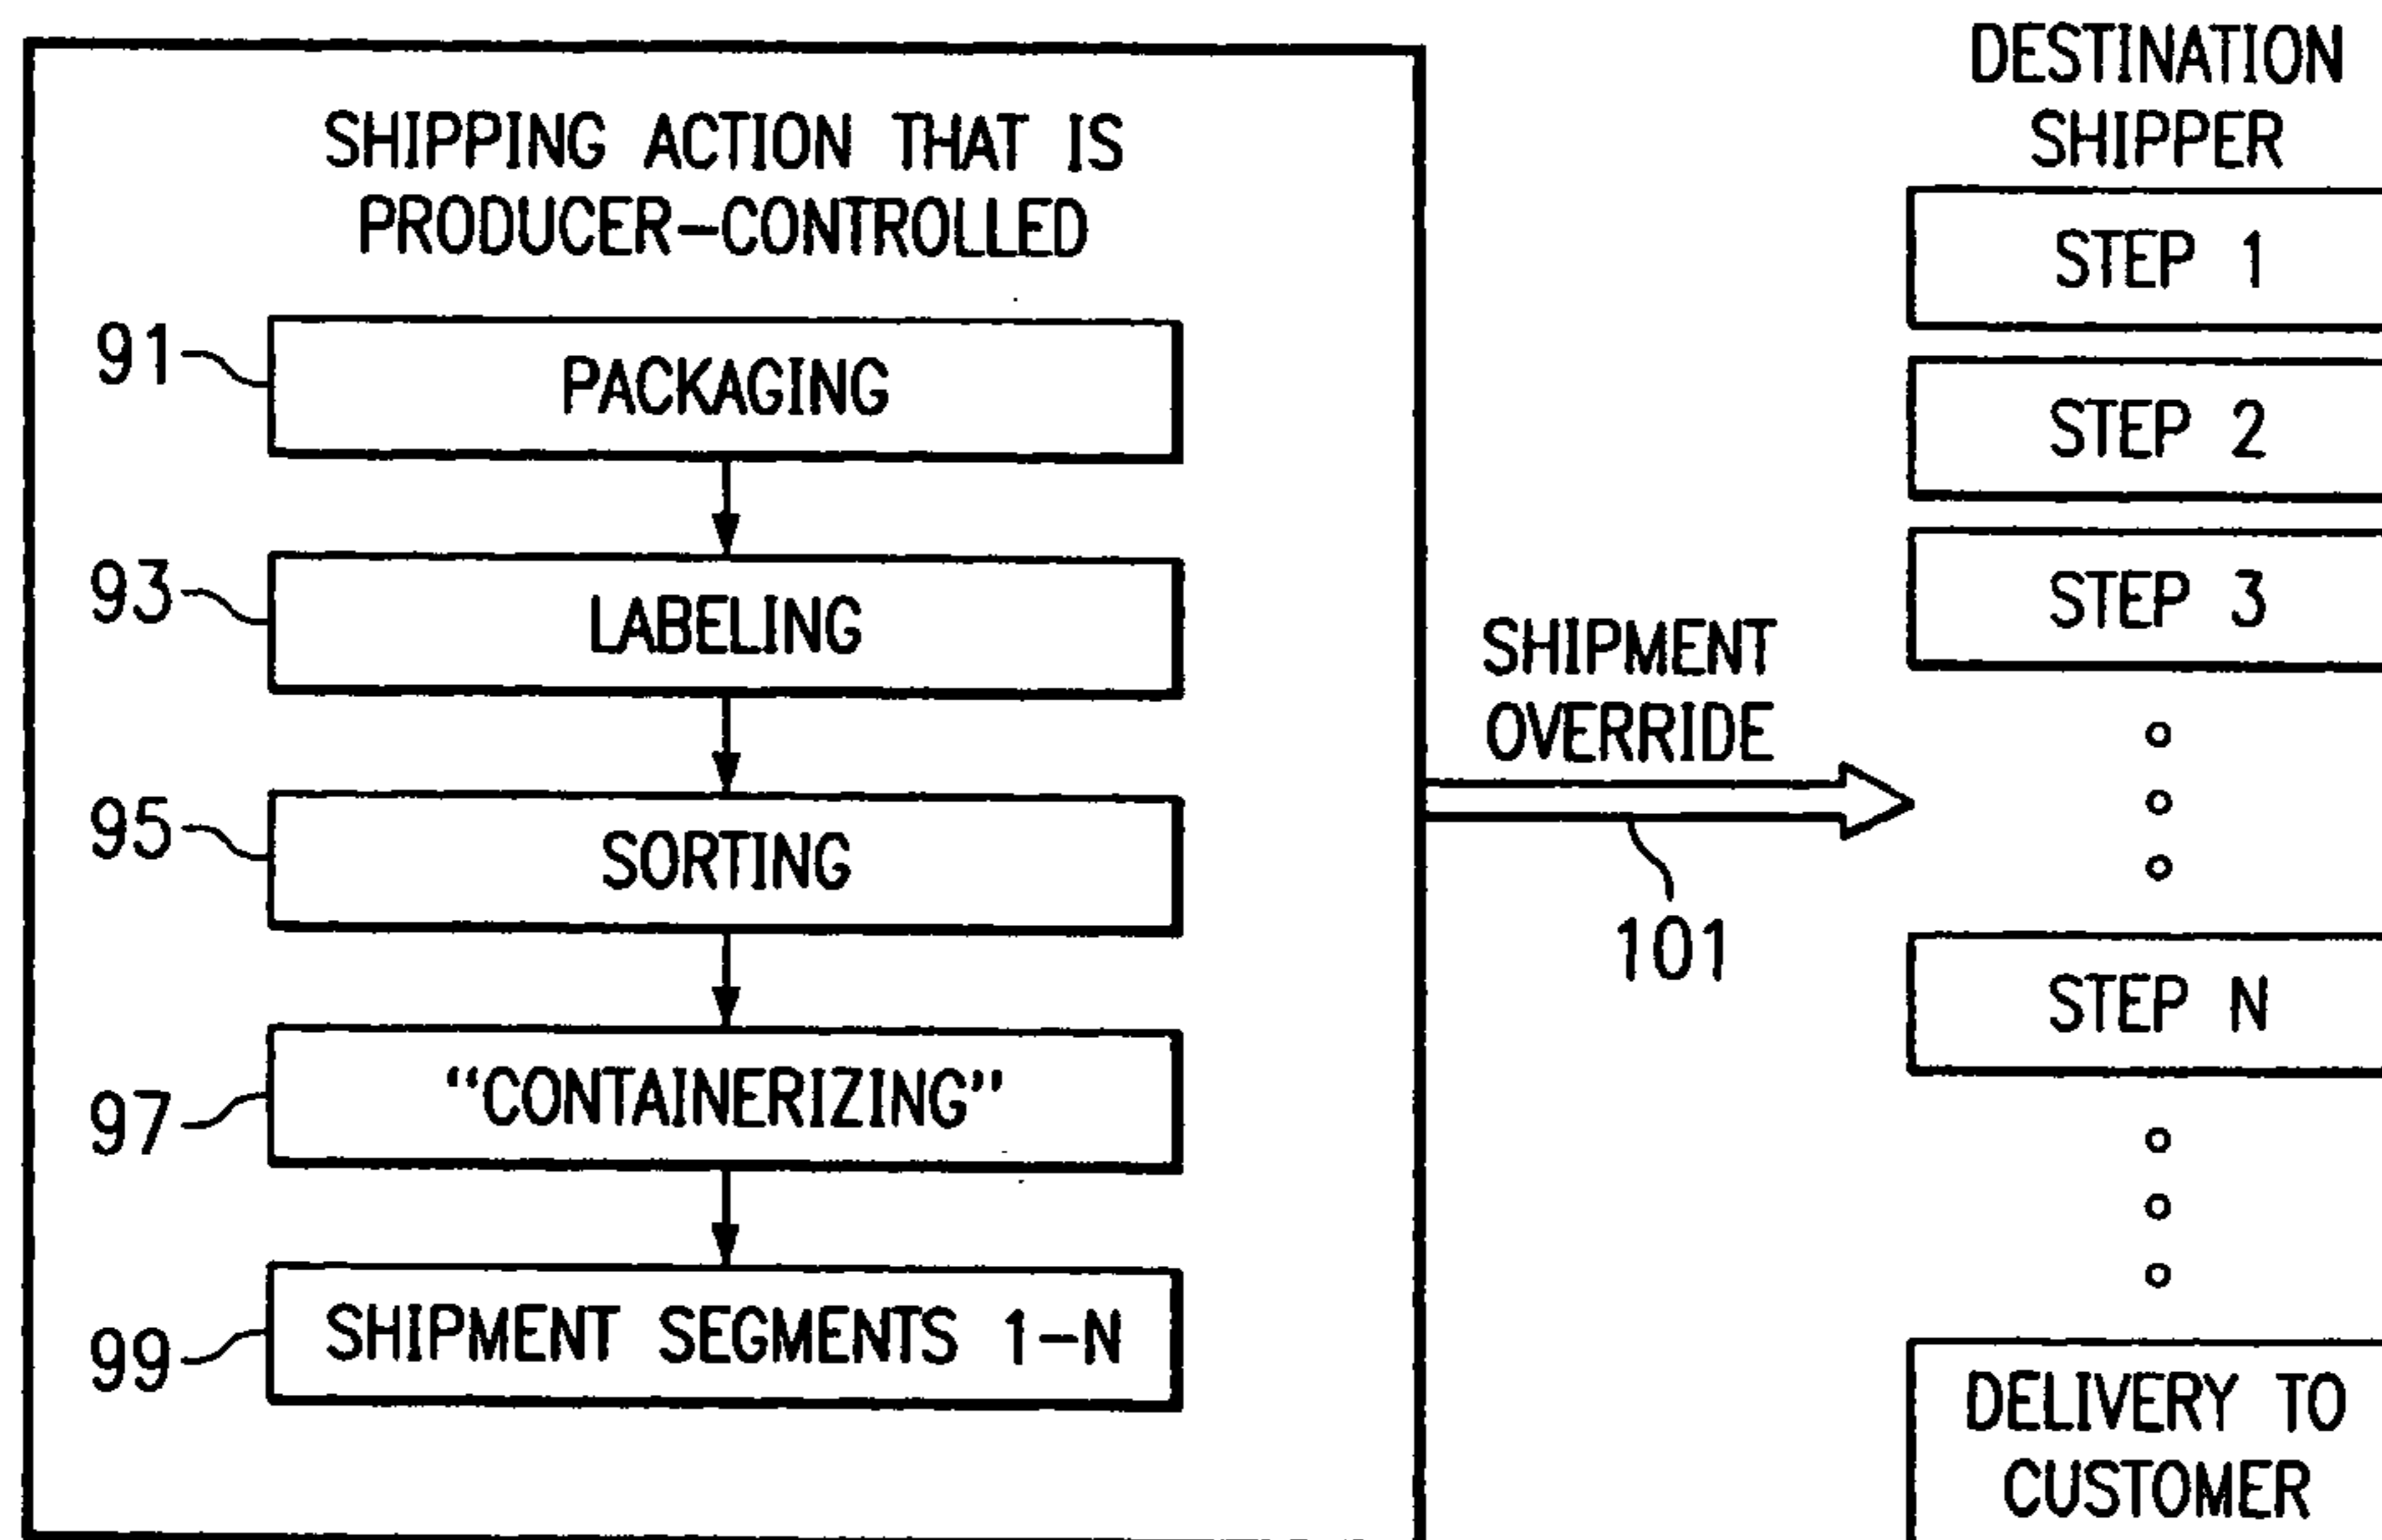 SHIPPING ACTION THAT IS
PRODUCER-CONTROLLED
91
PACKAGING
93
LABELING
95
SORTING
97
“CONTAINERIZING”
99
SHIPMENT SEGMENTS 1-N
SHIPMENT
OVERRIDE
101
DESTINATION
SHIPPER
STEP 1
STEP 2
STEP 3
STEP N
DELIVERY TO
CUSTOMER